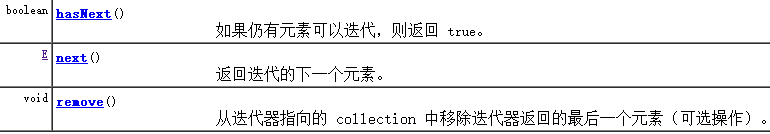 boolean hasNext()
如果仍有元素可以迭代，则返回 true。
E next()
返回迭代的下一个元素。
void remove()
从迭代器指向的 collection 中移除迭代器返回的最后一个元素（可选操作）。